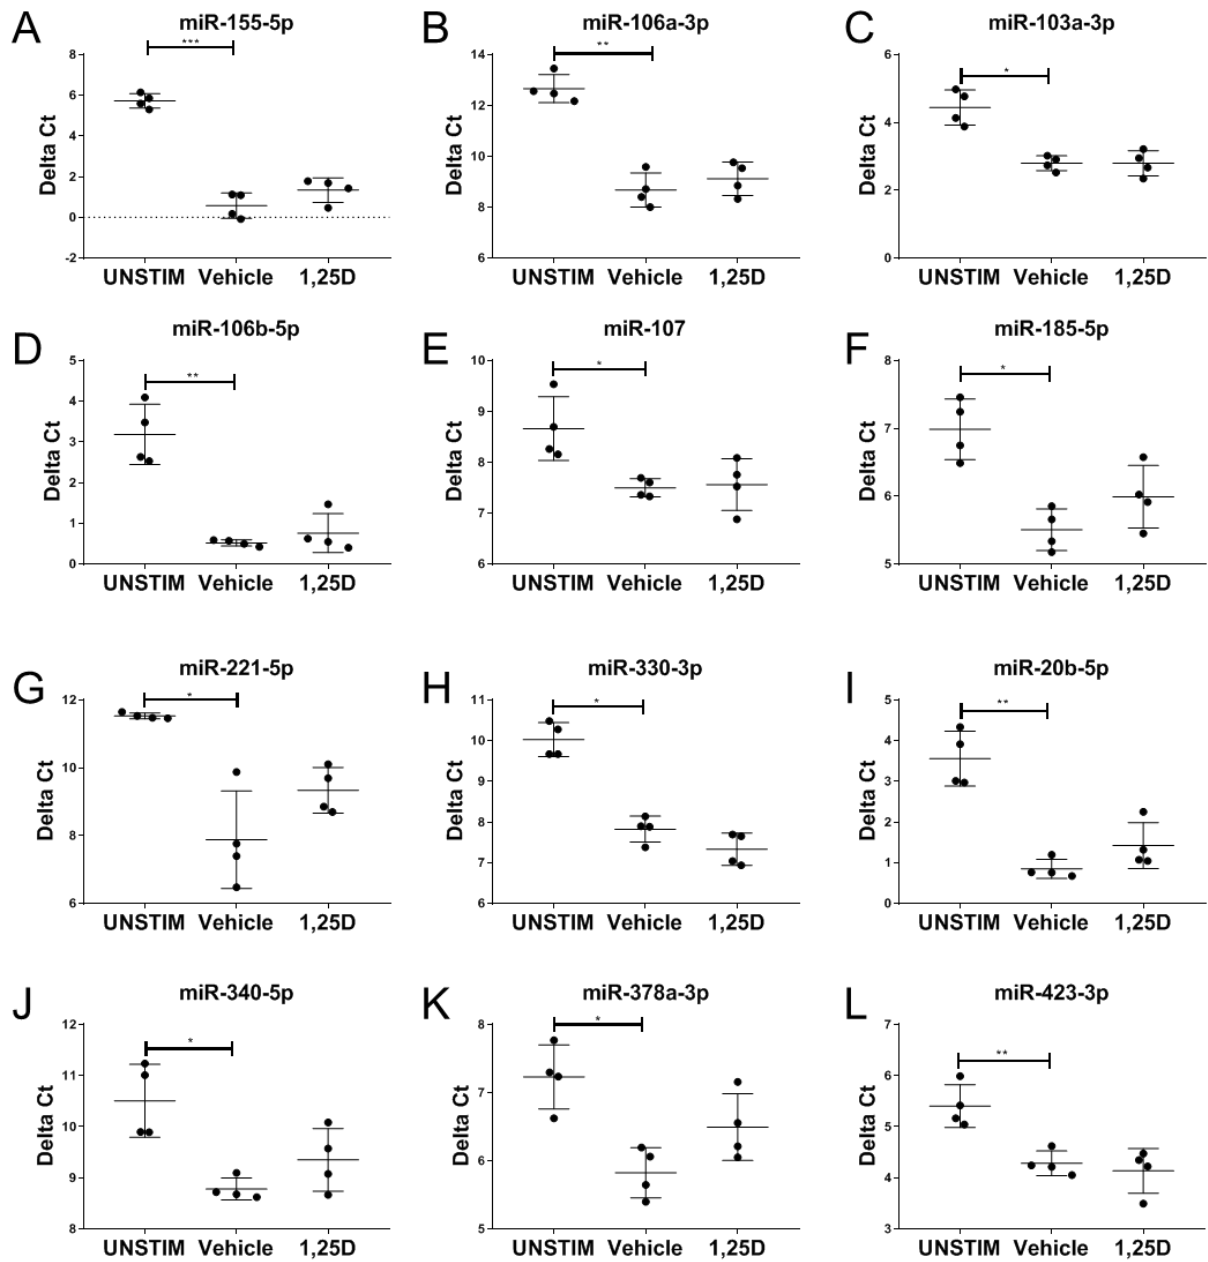 A miR-155-5p
***
Delta Ct
8
6
4
2
0
-2
UNSTIM Vehicle 1,25D
B miR-106a-3p
**
Delta Ct
14
12
10
8
6
UNSTIM Vehicle 1,25D
C miR-103a-3p
*
Delta Ct
6
4
2
0
UNSTIM Vehicle 1,25D
D miR-106b-5p
**
Delta Ct
5
4
3
2
1
0
UNSTIM Vehicle 1,25D
E miR-107
*
Delta Ct
10
9
8
7
6
UNSTIM Vehicle 1,25D
F miR-185-5p
*
Delta Ct
8
7
6
5
UNSTIM Vehicle 1,25D
G miR-221-5p
*
Delta Ct
12
10
8
6
UNSTIM Vehicle 1,25D
H miR-330-3p
*
Delta Ct
11
10
9
8
7
6
UNSTIM Vehicle 1,25D
I miR-20b-5p
**
Delta Ct
5
4
3
2
1
0
UNSTIM Vehicle 1,25D
J miR-340-5p
*
Delta Ct
12
11
10
9
8
UNSTIM Vehicle 1,25D
K miR-378a-3p
*
Delta Ct
8
7
6
5
UNSTIM Vehicle 1,25D
L miR-423-3p
**
Delta Ct
7
6
5
4
3
UNSTIM Vehicle 1,25D